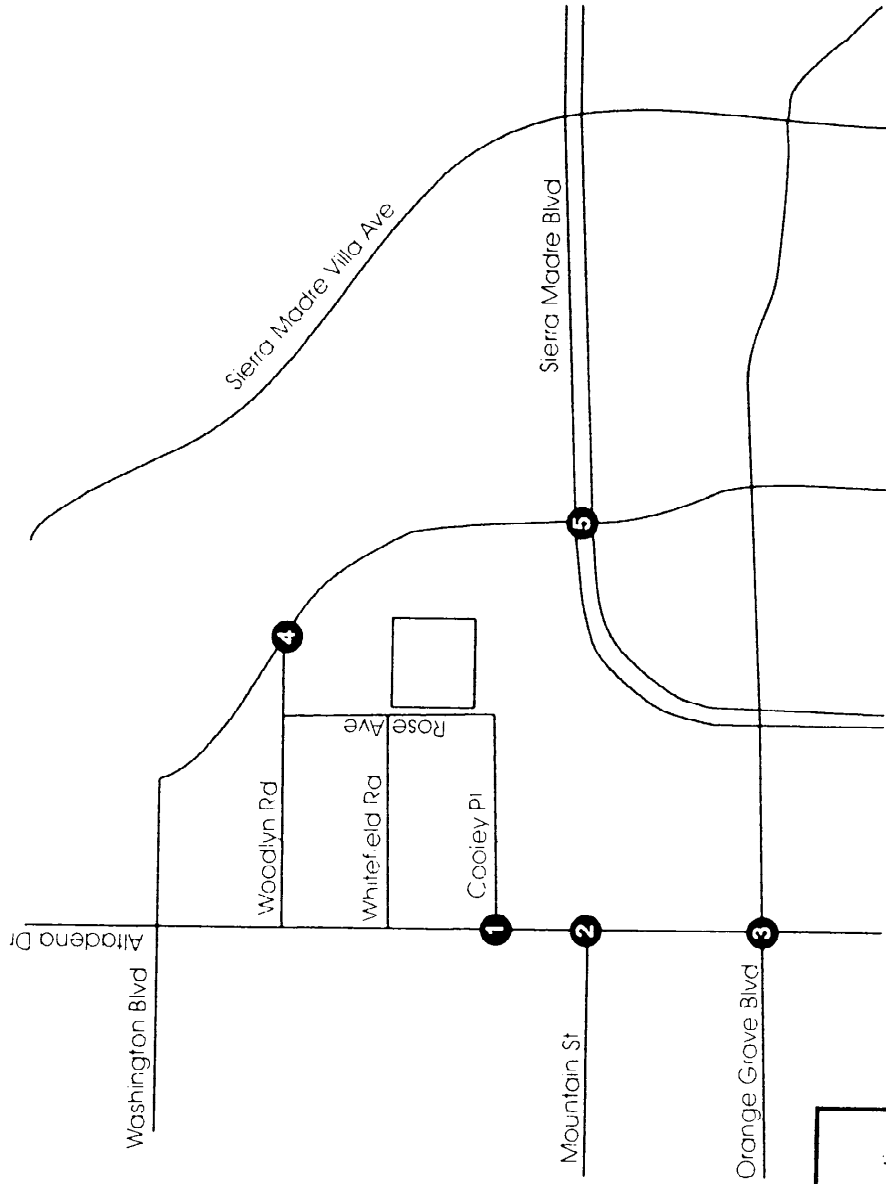 Altadena Dr
Washington Blvd
Sierra Madre Villa Ave
Woodlyn Rd
Whitefield Rd
Rose Ave
Cooley Pl
Sierra Madre Blvd
Mountain St
Orange Grove Blvd
1
2
3
4
5